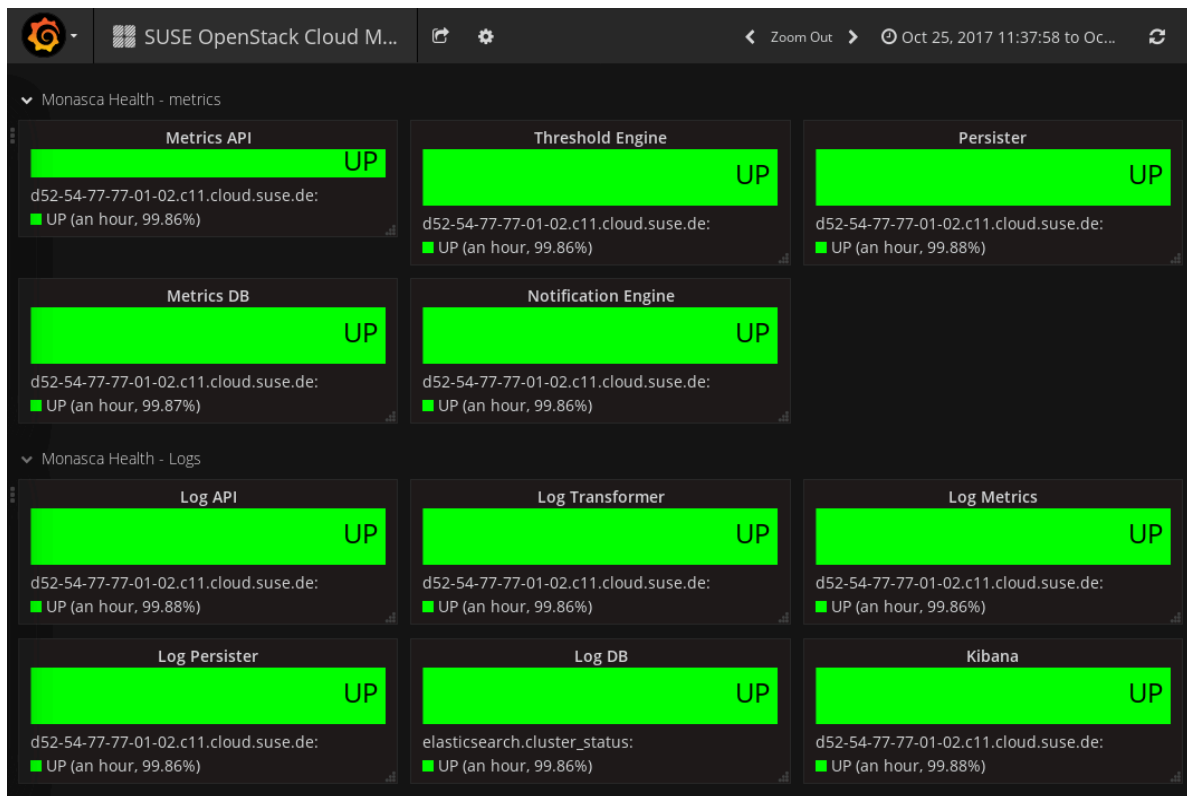 SUSE OpenStack Cloud M... Zoom Out Oct 25, 2017 11:37:58 to Oc...
Monasca Health - metrics
Metrics API
UP
d52-54-77-77-01-02.c11.cloud.suse.de:
UP (an hour, 99.86%)
Threshold Engine
UP
d52-54-77-77-01-02.c11.cloud.suse.de:
UP (an hour, 99.86%)
Persister
UP
d52-54-77-77-01-02.c11.cloud.suse.de:
UP (an hour, 99.88%)
Metrics DB
UP
d52-54-77-77-01-02.c11.cloud.suse.de:
UP (an hour, 99.87%)
Notification Engine
UP
d52-54-77-77-01-02.c11.cloud.suse.de:
UP (an hour, 99.86%)
Monasca Health - Logs
Log API
UP
d52-54-77-77-01-02.c11.cloud.suse.de:
UP (an hour, 99.88%)
Log Transformer
UP
d52-54-77-77-01-02.c11.cloud.suse.de:
UP (an hour, 99.86%)
Log Metrics
UP
d52-54-77-77-01-02.c11.cloud.suse.de:
UP (an hour, 99.86%)
Log Persister
UP
d52-54-77-77-01-02.c11.cloud.suse.de:
UP (an hour, 99.86%)
Log DB
UP
elasticsearch.cluster_status:
UP (an hour, 99.86%)
Kibana
UP
d52-54-77-77-01-02.c11.cloud.suse.de:
UP (an hour, 99.88%)